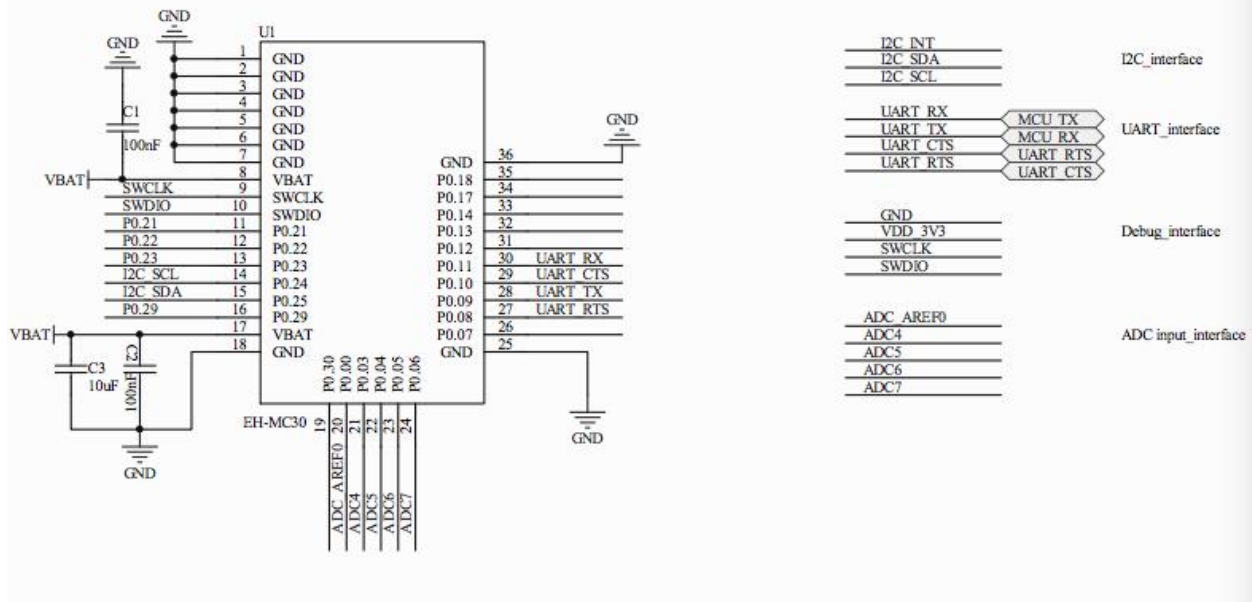 GND
GND
U1
1 GND
2 GND
3 GND
4 GND
5 GND
6 GND
7 GND
C1
100nF
VBAT
8 VBAT
SWCLK 9 SWCLK
SWDIO 10 SWDIO
P0.21 11 P0.21
P0.22 12 P0.22
P0.23 13 P0.23
I2C_SCL 14 P0.24
I2C_SDA 15 P0.25
P0.29 16 P0.29
VBAT 17 VBAT
18 GND
C3
10uF
C2
100nF
GND
GND
GND 36
P0.18 35
P0.17 34
P0.14 33
P0.13 32
P0.12 31
P0.11 30 UART_RX
P0.10 29 UART_CTS
P0.09 28 UART_TX
P0.08 27 UART_RTS
P0.07 26
GND 25
GND
P0.30 19
P0.00 20 ADC_AREF0
P0.03 21 ADC4
P0.04 22 ADC5
P0.05 23 ADC6
P0.06 24 ADC7
EH-MC30
I2C_INT
I2C_SDA
I2C_SCL
I2C_interface
UART_RX MCU_TX
UART_TX MCU_RX
UART_CTS UART_RTS
UART_RTS UART_CTS
UART_interface
GND
VDD_3V3
SWCLK
SWDIO
Debug_interface
ADC_AREF0
ADC4
ADC5
ADC6
ADC7
ADC input_interface